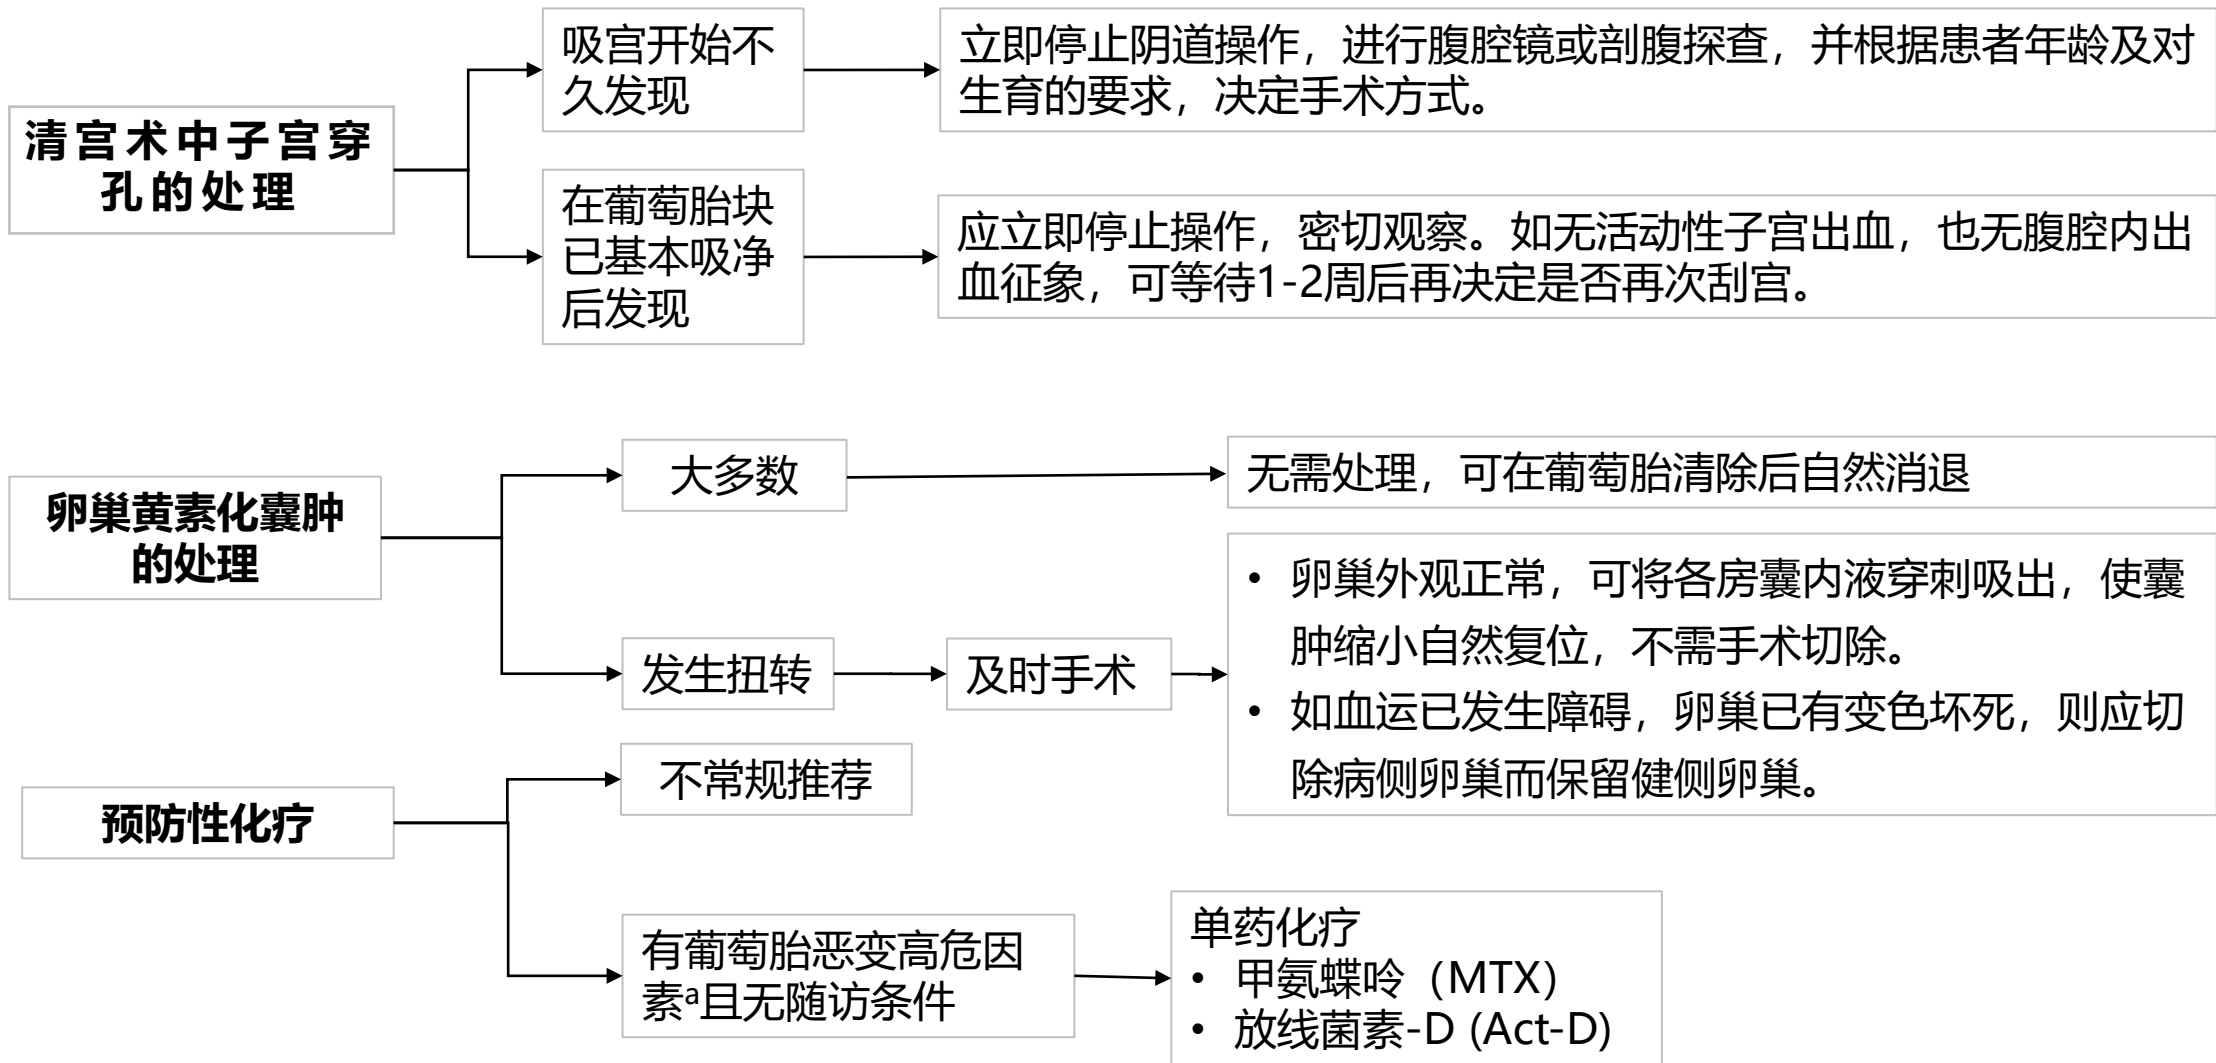 清宫术中子宫穿
孔的处理
吸宫开始不
久发现
立即停止阴道操作，进行腹腔镜或剖腹探查，并根据患者年龄及对
生育的要求，决定手术方式。
在葡萄胎块
已基本吸净
后发现
应立即停止操作，密切观察。如无活动性子宫出血，也无腹腔内出
血征象，可等待1-2周后再决定是否再次刮宫。
卵巢黄素化囊肿
的处理
大多数
无需处理，可在葡萄胎清除后自然消退
发生扭转
及时手术
• 卵巢外观正常，可将各房囊内液穿刺吸出，使囊
肿缩小自然复位，不需手术切除。
• 如血运已发生障碍，卵巢已有变色坏死，则应切
除病侧卵巢而保留健侧卵巢。
预防性化疗
不常规推荐
有葡萄胎恶变高危因
素ª且无随访条件
单药化疗
• 甲氨蝶呤（MTX）
• 放线菌素-D (Act-D)